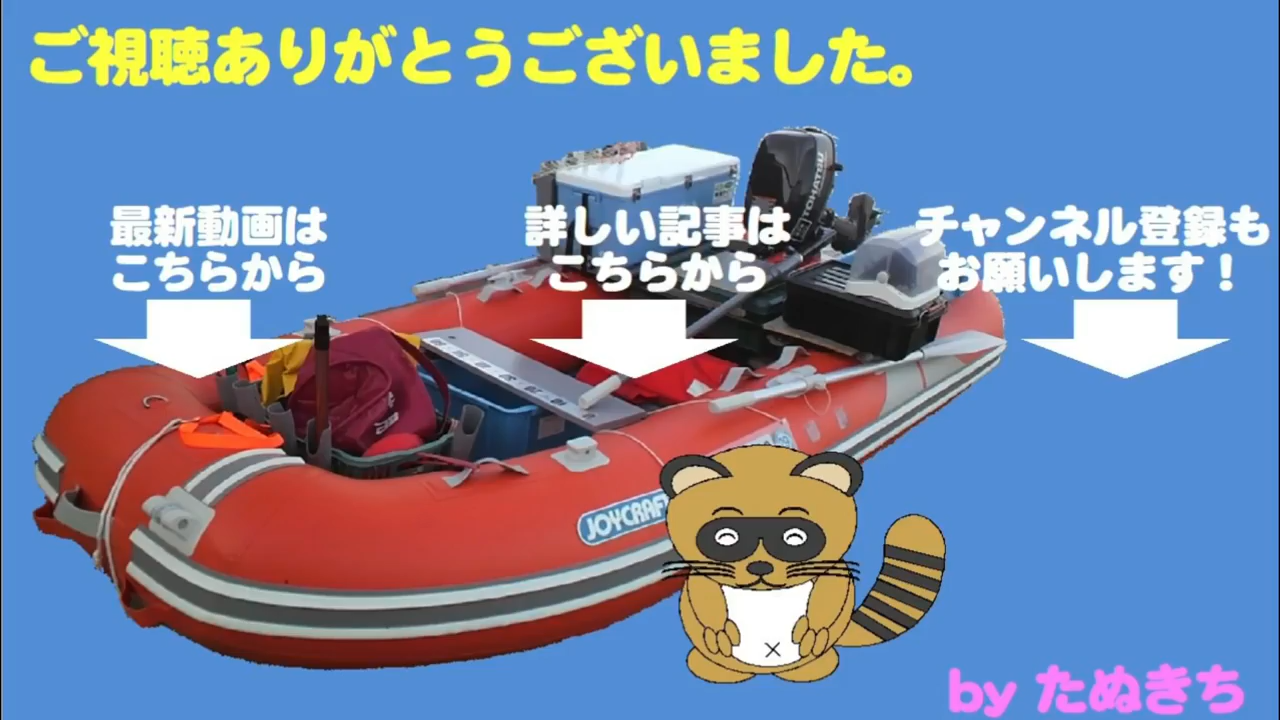 ご視聴ありがとうございました。
最新動画は
こちらから
詳しい記事は
こちらから
チャンネル登録も
お願いします！
TOHATSU
JOYCRAF
by たぬきち